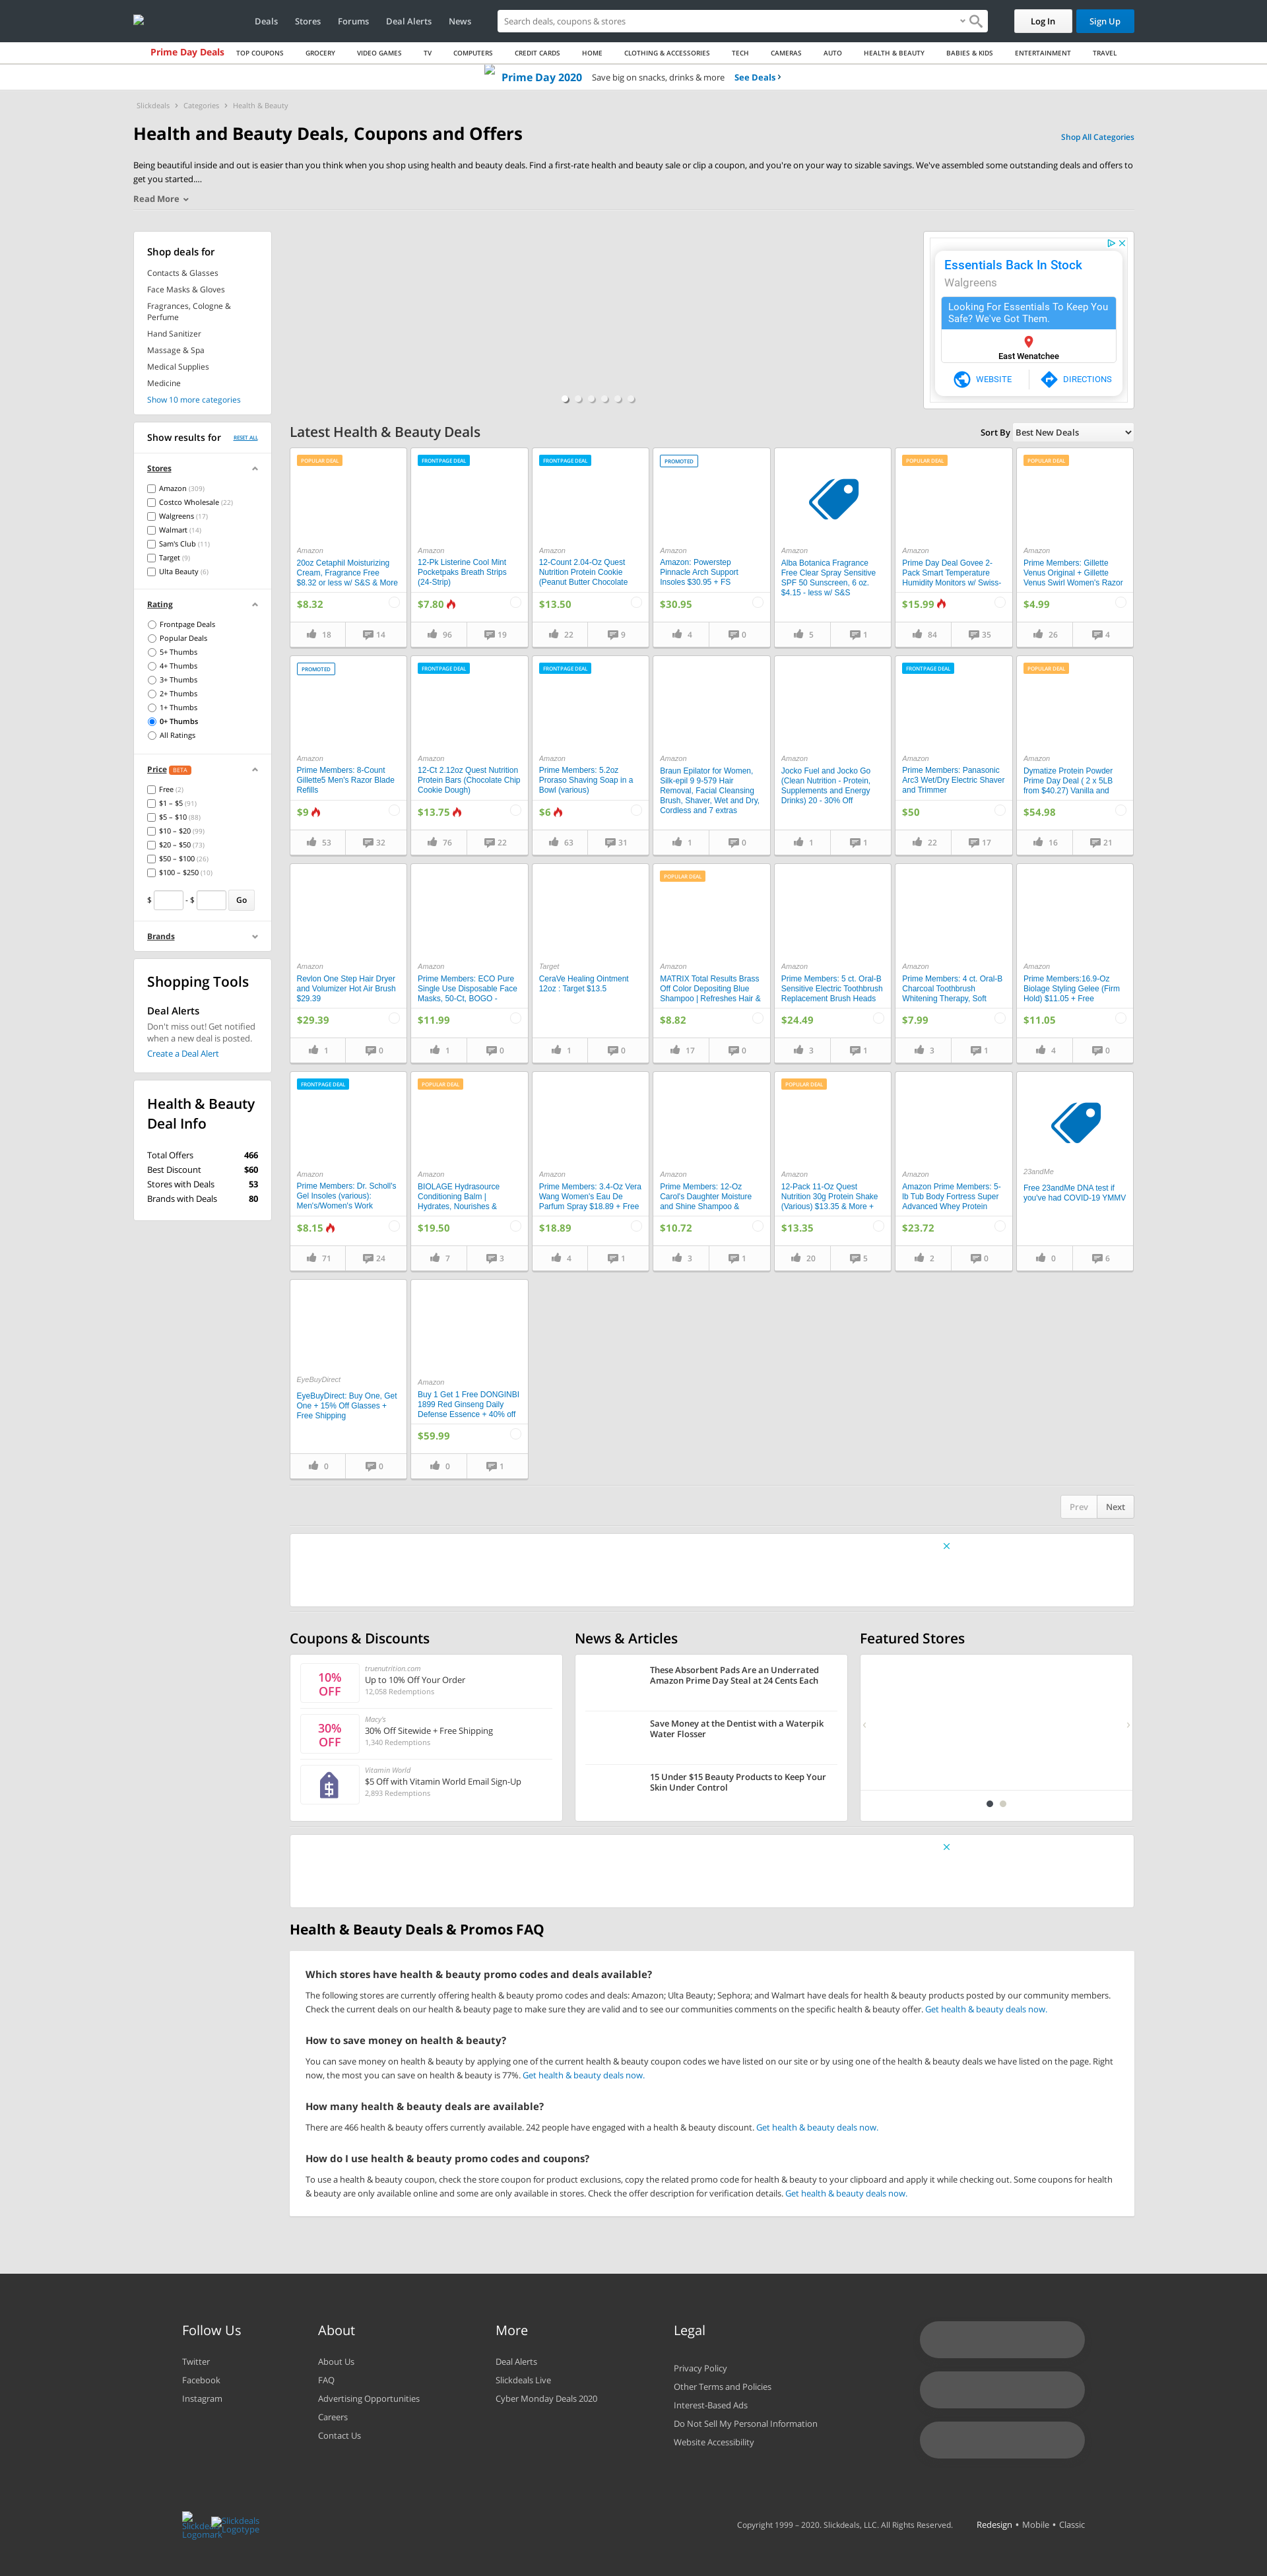 Deals Stores Forums Deal Alerts News
Search deals, coupons & stores
Log In Sign Up
Prime Day Deals TOP COUPONS GROCERY VIDEO GAMES TV COMPUTERS CREDIT CARDS HOME CLOTHING & ACCESSORIES TECH CAMERAS AUTO HEALTH & BEAUTY BABIES & KIDS ENTERTAINMENT TRAVEL
Prime Day 2020 Save big on snacks, drinks & more See Deals
Slickdeals > Categories > Health & Beauty
Health and Beauty Deals, Coupons and Offers
Shop All Categories
Being beautiful inside and out is easier than you think when you shop using health and beauty deals. Find a first-rate health and beauty sale or clip a coupon, and you're on your way to sizable savings. We've assembled some outstanding deals and offers to
get you started....
Read More
Shop deals for
Contacts & Glasses
Face Masks & Gloves
Fragrances, Cologne &
Perfume
Hand Sanitizer
Massage & Spa
Medical Supplies
Medicine
Show 10 more categories
Essentials Back In Stock
Walgreens
Looking For Essentials To Keep You
Safe? We've Got Them.
East Wenatchee
WEBSITE DIRECTIONS
Show results for RESET ALL
Stores
Amazon (309)
Costco Wholesale (22)
Walgreens (17)
Walmart (14)
Sam's Club (11)
Target (9)
Ulta Beauty (6)
Rating
Frontpage Deals
Popular Deals
5+ Thumbs
4+ Thumbs
3+ Thumbs
2+ Thumbs
1+ Thumbs
0+ Thumbs
All Ratings
Price BETA
Free (2)
$1 – $5 (91)
$5 – $10 (88)
$10 – $20 (99)
$20 – $50 (73)
$50 – $100 (26)
$100 – $250 (10)
$ - $ Go
Brands
Shopping Tools
Deal Alerts
Don't miss out! Get notified
when a new deal is posted.
Create a Deal Alert
Health & Beauty
Deal Info
Total Offers 466
Best Discount $60
Stores with Deals 53
Brands with Deals 80
Latest Health & Beauty Deals
Sort By Best New Deals
POPULAR DEAL
Amazon
20oz Cetaphil Moisturizing
Cream, Fragrance Free
$8.32 or less w/ S&S & More
$8.32
18 14
FRONTPAGE DEAL
Amazon
12-Pk Listerine Cool Mint
Pocketpaks Breath Strips
(24-Strip)
$7.80
96 19
FRONTPAGE DEAL
Amazon
12-Count 2.04-Oz Quest
Nutrition Protein Cookie
(Peanut Butter Chocolate
$13.50
22 9
PROMOTED
Amazon
Amazon: Powerstep
Pinnacle Arch Support
Insoles $30.95 + FS
$30.95
4 0
Amazon
Alba Botanica Fragrance
Free Clear Spray Sensitive
SPF 50 Sunscreen, 6 oz.
$4.15 - less w/ S&S
5 1
POPULAR DEAL
Amazon
Prime Day Deal Govee 2-
Pack Smart Temperature
Humidity Monitors w/ Swiss-
$15.99
84 35
POPULAR DEAL
Amazon
Prime Members: Gillette
Venus Original + Gillette
Venus Swirl Women's Razor
$4.99
26 4
PROMOTED
Amazon
Prime Members: 8-Count
Gillette5 Men's Razor Blade
Refills
$9
53 32
FRONTPAGE DEAL
Amazon
12-Ct 2.12oz Quest Nutrition
Protein Bars (Chocolate Chip
Cookie Dough)
$13.75
76 22
FRONTPAGE DEAL
Amazon
Prime Members: 5.2oz
Proraso Shaving Soap in a
Bowl (various)
$6
63 31
Amazon
Braun Epilator for Women,
Silk-epil 9 9-579 Hair
Removal, Facial Cleansing
Brush, Shaver, Wet and Dry,
Cordless and 7 extras
1 0
Amazon
Jocko Fuel and Jocko Go
(Clean Nutrition - Protein,
Supplements and Energy
Drinks) 20 - 30% Off
1 1
FRONTPAGE DEAL
Amazon
Prime Members: Panasonic
Arc3 Wet/Dry Electric Shaver
and Trimmer
$50
22 17
POPULAR DEAL
Amazon
Dymatize Protein Powder
Prime Day Deal ( 2 x 5LB
from $40.27) Vanilla and
$54.98
16 21
Amazon
Revlon One Step Hair Dryer
and Volumizer Hot Air Brush
$29.39
$29.39
1 0
Amazon
Prime Members: ECO Pure
Single Use Disposable Face
Masks, 50-Ct, BOGO -
$11.99
1 0
Target
CeraVe Healing Ointment
12oz : Target $13.5
1 0
POPULAR DEAL
Amazon
MATRIX Total Results Brass
Off Color Depositing Blue
Shampoo | Refreshes Hair &
$8.82
17 0
Amazon
Prime Members: 5 ct. Oral-B
Sensitive Electric Toothbrush
Replacement Brush Heads
$24.49
3 1
Amazon
Prime Members: 4 ct. Oral-B
Charcoal Toothbrush
Whitening Therapy, Soft
$7.99
3 1
Amazon
Prime Members:16.9-Oz
Biolage Styling Gelee (Firm
Hold) $11.05 + Free
$11.05
4 0
FRONTPAGE DEAL
Amazon
Prime Members: Dr. Scholl's
Gel Insoles (various):
Men's/Women's Work
$8.15
71 24
POPULAR DEAL
Amazon
BIOLAGE Hydrasource
Conditioning Balm |
Hydrates, Nourishes &
$19.50
7 3
Amazon
Prime Members: 3.4-Oz Vera
Wang Women's Eau De
Parfum Spray $18.89 + Free
$18.89
4 1
Amazon
Prime Members: 12-Oz
Carol's Daughter Moisture
and Shine Shampoo &
$10.72
3 1
POPULAR DEAL
Amazon
12-Pack 11-Oz Quest
Nutrition 30g Protein Shake
(Various) $13.35 & More +
$13.35
20 5
Amazon
Amazon Prime Members: 5-
lb Tub Body Fortress Super
Advanced Whey Protein
$23.72
2 0
23andMe
Free 23andMe DNA test if
you've had COVID-19 YMMV
0 6
EyeBuyDirect
EyeBuyDirect: Buy One, Get
One + 15% Off Glasses +
Free Shipping
0 0
Amazon
Buy 1 Get 1 Free DONGINBI
1899 Red Ginseng Daily
Defense Essence + 40% off
$59.99
0 1
Prev Next
Coupons & Discounts
10%
OFF
truenutrition.com
Up to 10% Off Your Order
12,058 Redemptions
30%
OFF
Macy's
30% Off Sitewide + Free Shipping
1,340 Redemptions
Vitamin World
$5 Off with Vitamin World Email Sign-Up
2,893 Redemptions
News & Articles
These Absorbent Pads Are an Underrated
Amazon Prime Day Steal at 24 Cents Each
Save Money at the Dentist with a Waterpik
Water Flosser
15 Under $15 Beauty Products to Keep Your
Skin Under Control
Featured Stores
Health & Beauty Deals & Promos FAQ
Which stores have health & beauty promo codes and deals available?
The following stores are currently offering health & beauty promo codes and deals: Amazon; Ulta Beauty; Sephora; and Walmart have deals for health & beauty products posted by our community members.
Check the current deals on our health & beauty page to make sure they are valid and to see our communities comments on the specific health & beauty offer. Get health & beauty deals now.
How to save money on health & beauty?
You can save money on health & beauty by applying one of the current health & beauty coupon codes we have listed on our site or by using one of the health & beauty deals we have listed on the page. Right
now, the most you can save on health & beauty is 77%. Get health & beauty deals now.
How many health & beauty deals are available?
There are 466 health & beauty offers currently available. 242 people have engaged with a health & beauty discount. Get health & beauty deals now.
How do I use health & beauty promo codes and coupons?
To use a health & beauty coupon, check the store coupon for product exclusions, copy the related promo code for health & beauty to your clipboard and apply it while checking out. Some coupons for health
& beauty are only available online and some are only available in stores. Check the offer description for verification details. Get health & beauty deals now.
Follow Us
Twitter
Facebook
Instagram
About
About Us
FAQ
Advertising Opportunities
Careers
Contact Us
More
Deal Alerts
Slickdeals Live
Cyber Monday Deals 2020
Legal
Privacy Policy
Other Terms and Policies
Interest-Based Ads
Do Not Sell My Personal Information
Website Accessibility
Slickdeals
Logomark
Slickdeals
Logotype
Copyright 1999 – 2020. Slickdeals, LLC. All Rights Reserved. Redesign • Mobile • Classic